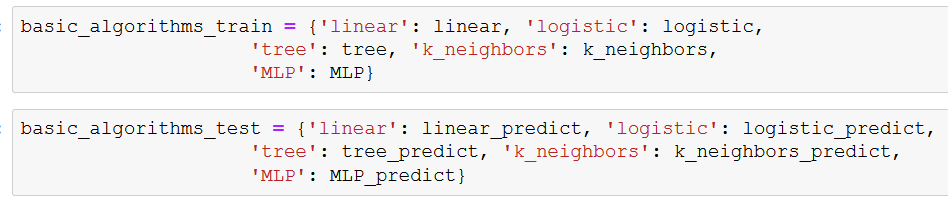 basic_algorithms_train = {'linear': linear, 'logistic': logistic,
'tree': tree, 'k_neighbors': k_neighbors,
'MLP': MLP}
basic_algorithms_test = {'linear': linear_predict, 'logistic': logistic_predict,
'tree': tree_predict, 'k_neighbors': k_neighbors_predict,
'MLP': MLP_predict}